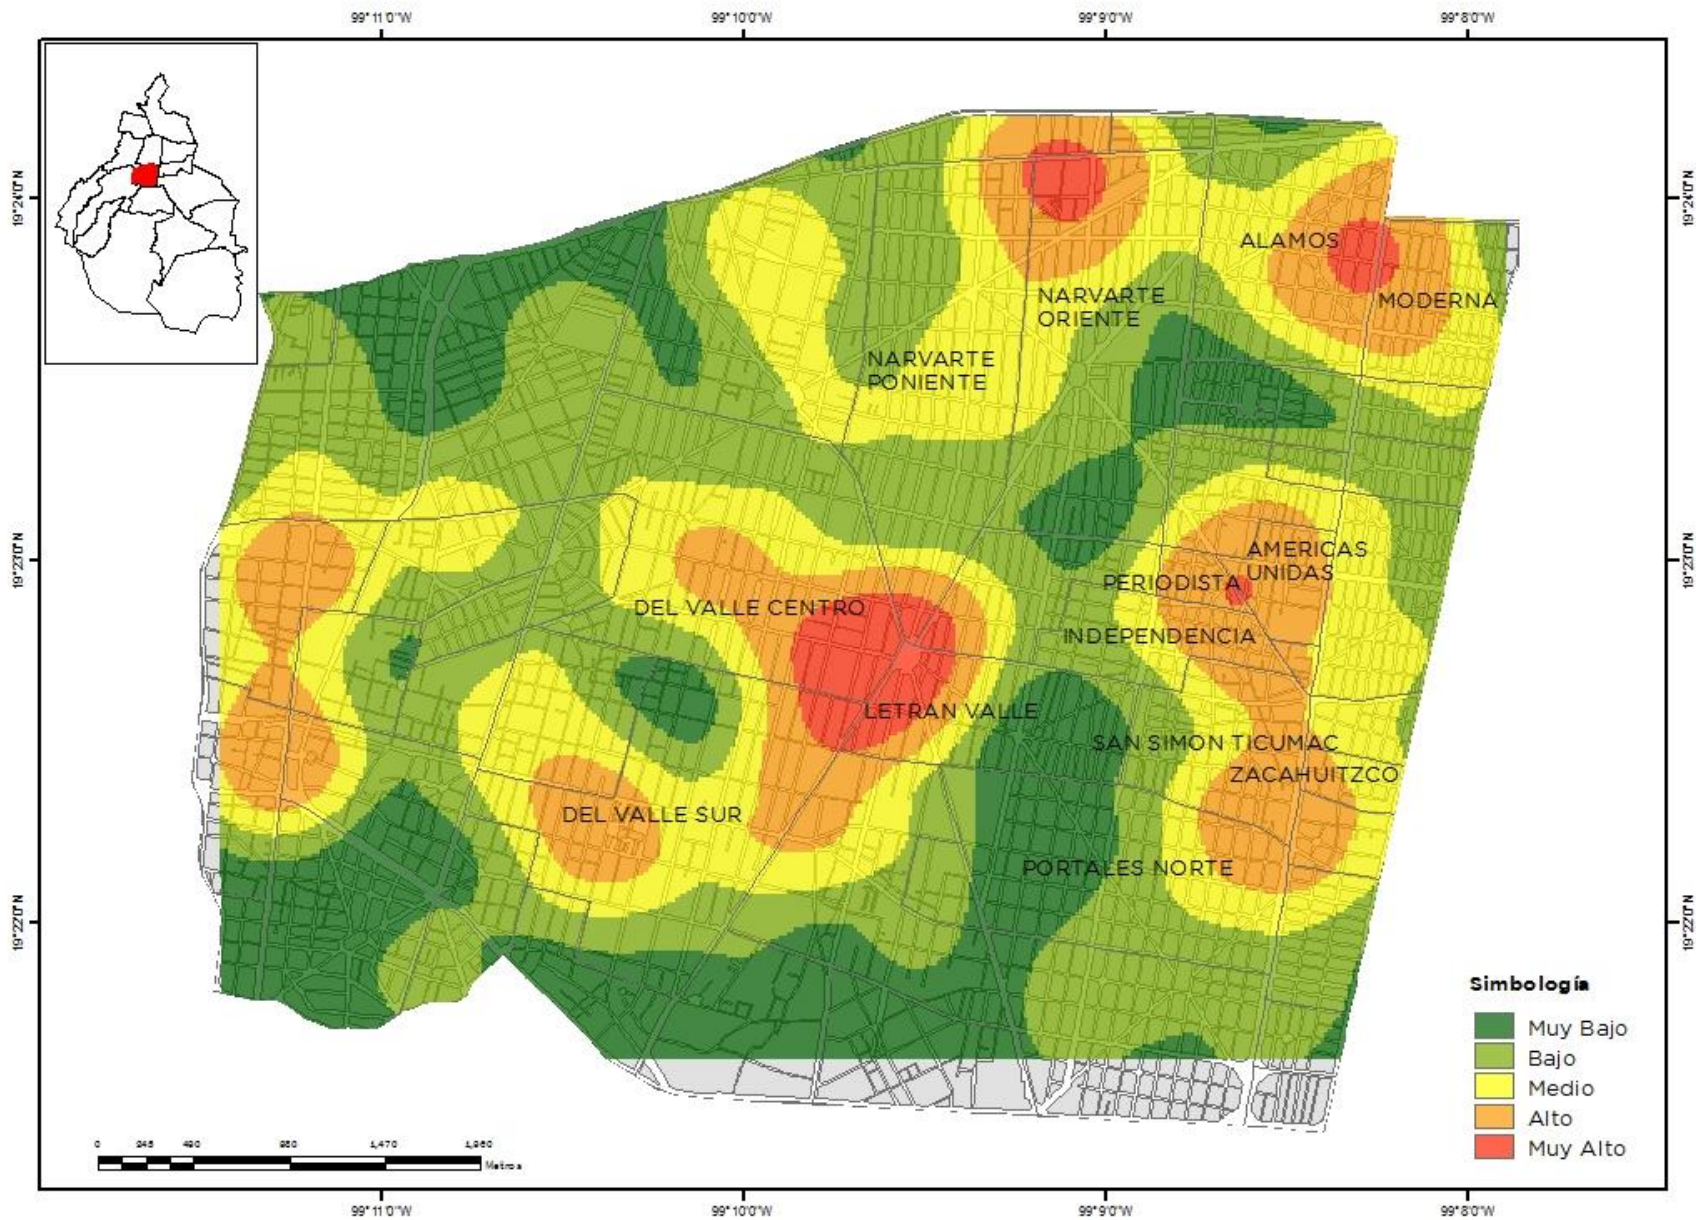 99°11'0"W
99°10'0"W
99°9'0"W
99°8'0"W
19°24'0"N
19°24'0"N
ALAMOS
MODERNA
NARVARTE
ORIENTE
NARVARTE
PONIENTE
19°23'0"N
19°23'0"N
AMERICAS
UNIDAS
PERIODISTA
DEL VALLE CENTRO
INDEPENDENCIA
LETRAN VALLE
SAN SIMON TICUMAC
ZACAHUITZCO
DEL VALLE SUR
PORTALES NORTE
19°22'0"N
19°22'0"N
Simbología
Muy Bajo
Bajo
Medio
Alto
Muy Alto
0 245 490 980 1,470 1,960
Metros
99°11'0"W
99°10'0"W
99°9'0"W
99°8'0"W